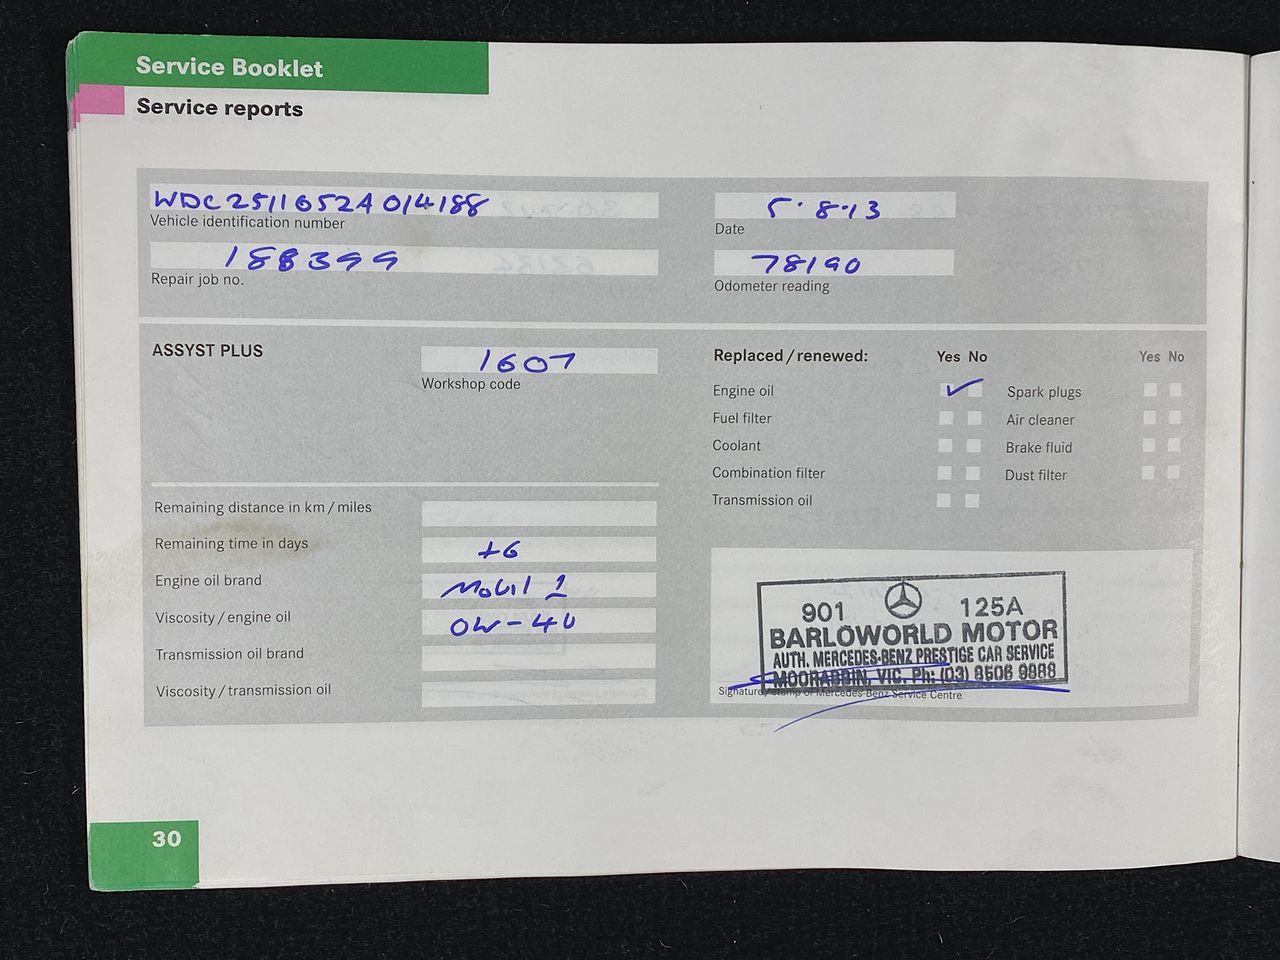 Service Booklet
Service reports
WDC2511652A014188
Vehicle identification number
5.8.13
Date
188399
Repair job no.
78190
Odometer reading
ASSYST PLUS
1607
Workshop code
Replaced/renewed: Yes No Yes No
Engine oil ✓ Spark plugs
Fuel filter Air cleaner
Coolant Brake fluid
Combination filter Dust filter
Transmission oil
Remaining distance in km/miles
Remaining time in days +6
Engine oil brand Mobil 1
Viscosity/engine oil 0W-40
Transmission oil brand
Viscosity/transmission oil
901 125A
BARLOWORLD MOTOR
AUTH. MERCEDES-BENZ PRESTIGE CAR SERVICE
MOORABBIN, VIC. Ph: (03) 8506 9888
Signature/stamp of Mercedes-Benz Service Centre
30